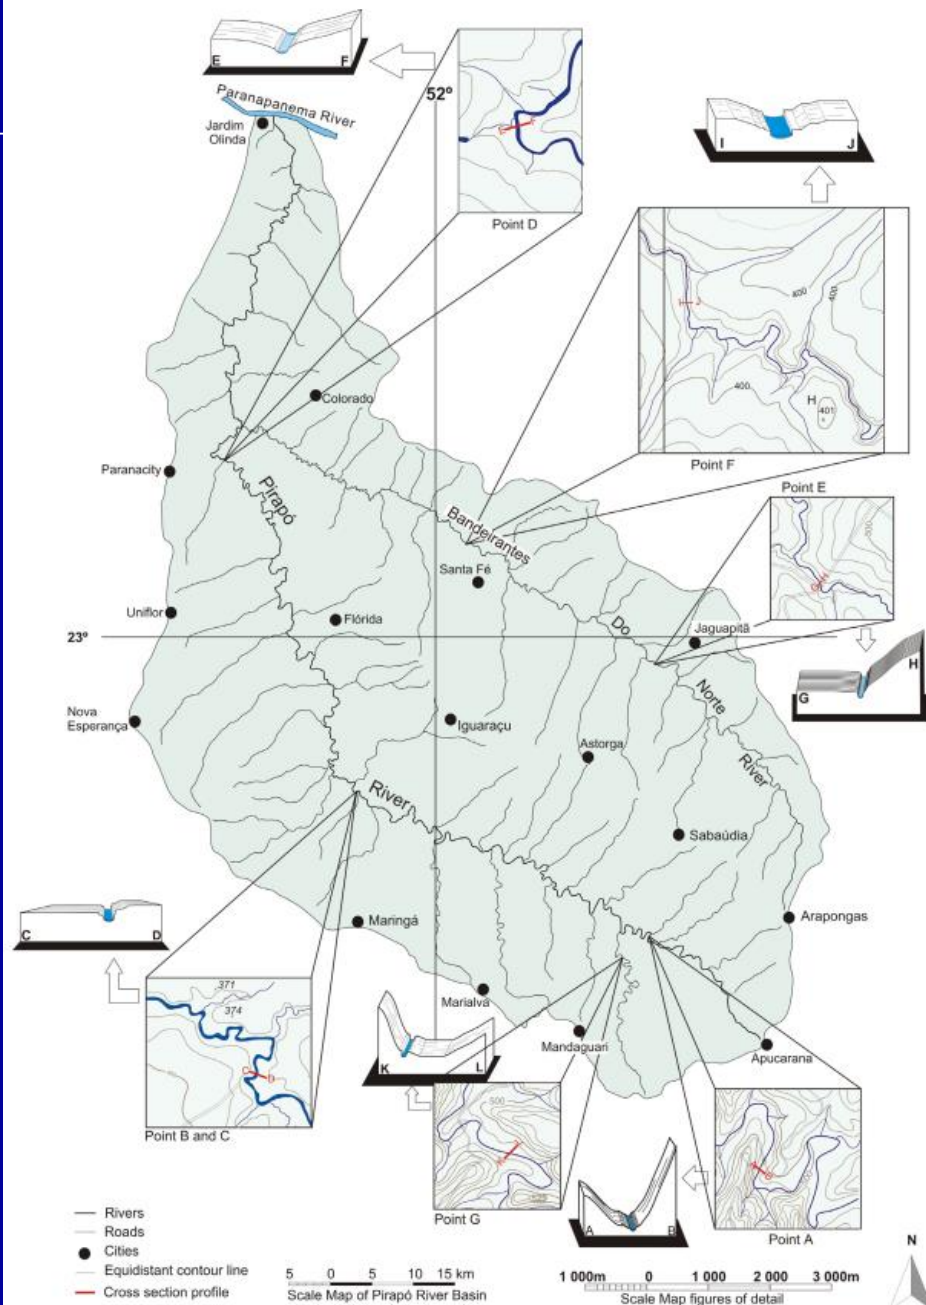 E F
52º
Paranapanema River
Jardim
Olinda
I J
Point D
400
400
I J
400
H
401
Point F
Colorado
Paranacity
Pirapó
Bandeirantes
Point E
500
G H
Santa Fé
Uniflor
Flórida
Do
Jaguapitã
23º
H
G
Norte
Nova
Esperança
Iguaraçu
Astorga
River
River
Sabaúdia
C D
Maringá
Arapongas
371
374
C D
Marialva
K L
Mandaguari
Apucarana
Point B and C
500
Point G
A B
Point A
Rivers
Roads
Cities
Equidistant contour line
Cross section profile
5 0 5 10 15 km
Scale Map of Pirapó River Basin
1 000m 0 1 000 2 000 3 000m
Scale Map figures of detail
N